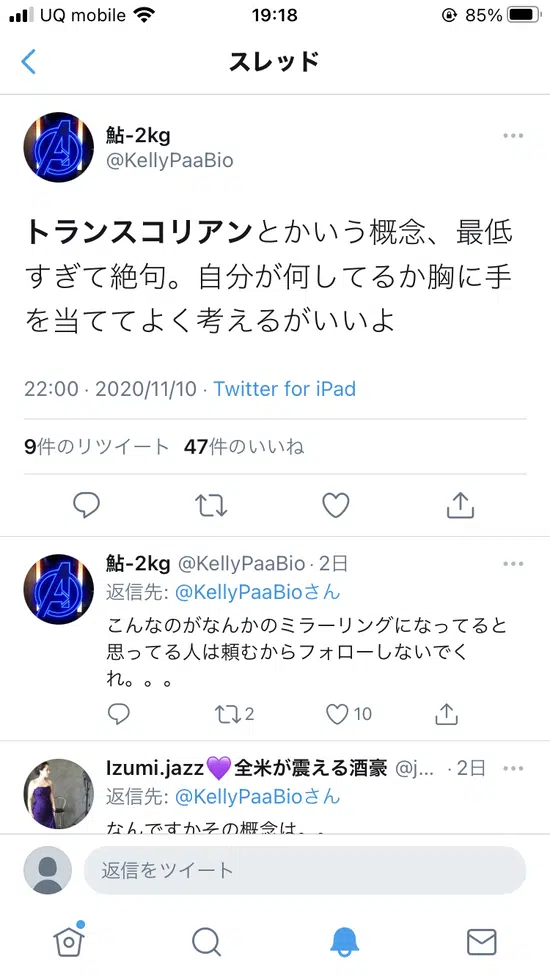 UQ mobile 19:18 85%
スレッド
鮎-2kg
@KellyPaaBio
トランスコリアンとかいう概念、最低
すぎて絶句。自分が何してるか胸に手
を当ててよく考えるがいいよ
22:00 · 2020/11/10 · Twitter for iPad
9件のリツイート 47件のいいね
鮎-2kg @KellyPaaBio · 2日
返信先: @KellyPaaBioさん
こんなのがなんかのミラーリングになってると
思ってる人は頼むからフォローしないでく
れ。。。
2 10
Izumi.jazz💜全米が震える酒豪 @j... · 2日
返信先: @KellyPaaBioさん
なんですかその概念は。。
返信をツイート